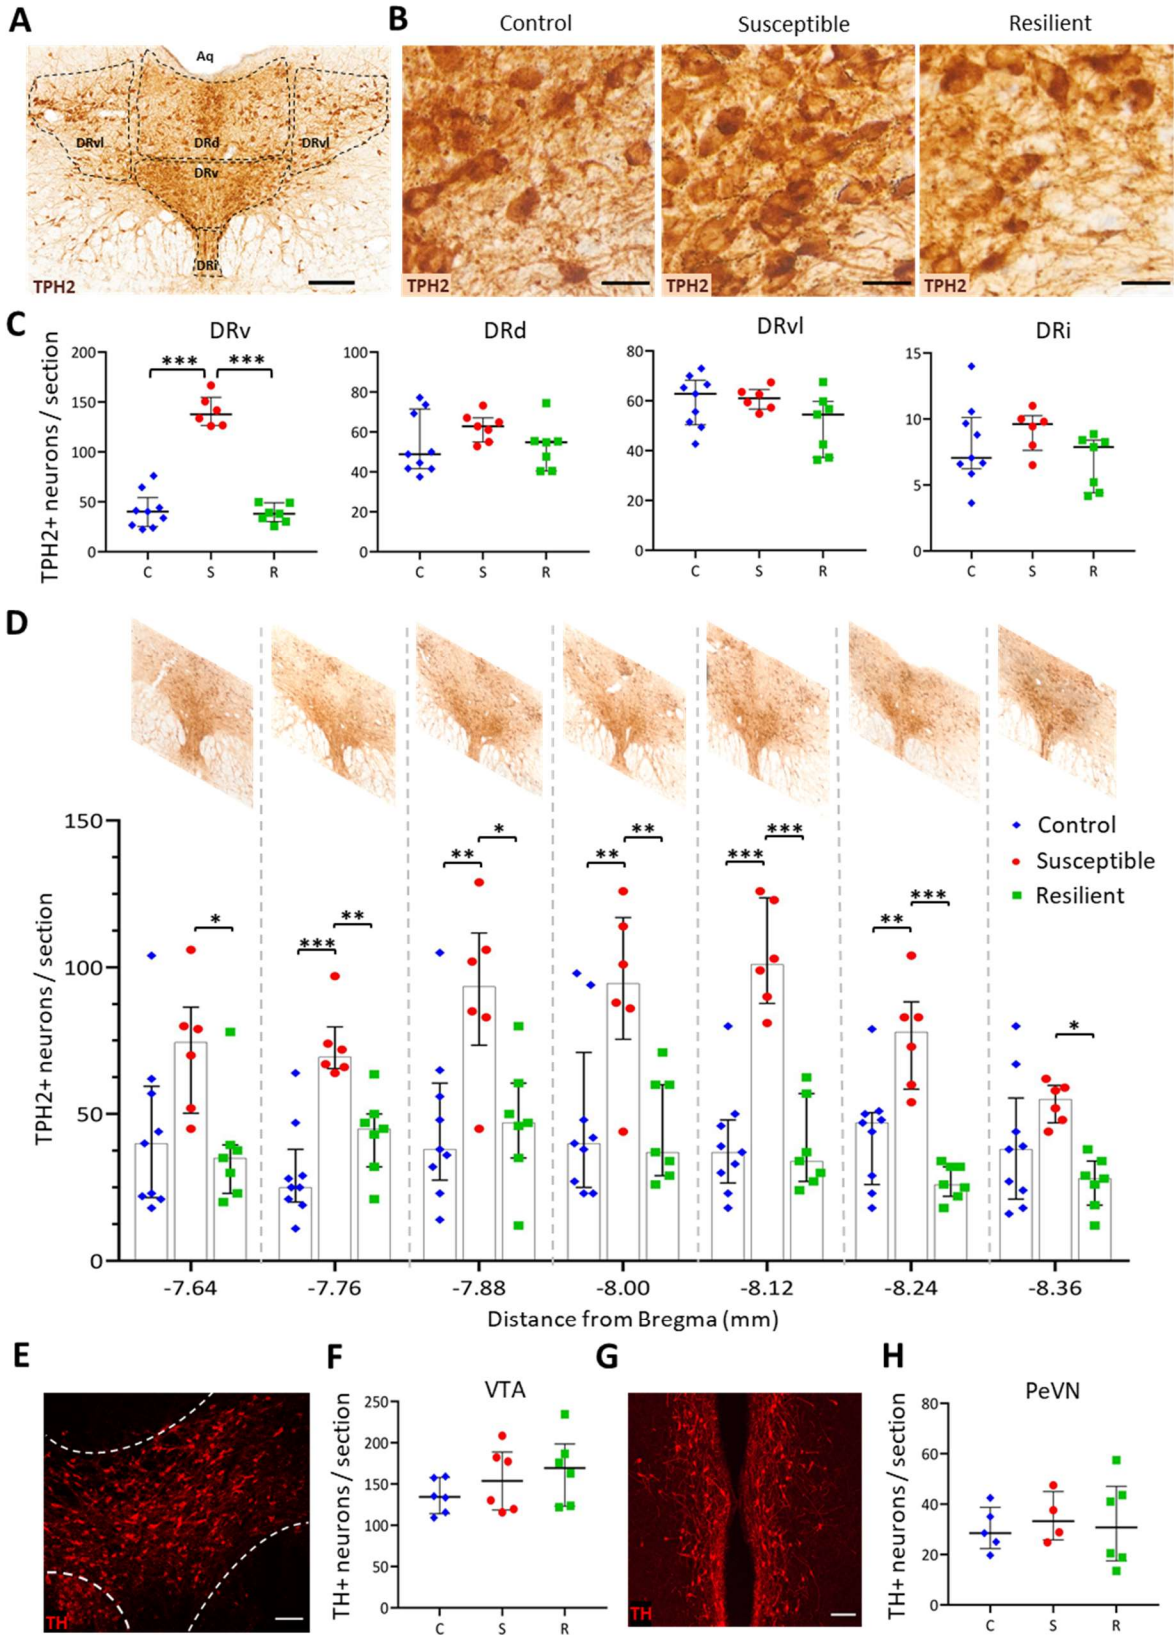 A
Aq
DRvl
DRd
DRvl
DRv
DRi
TPH2
B
Control
Susceptible
Resilient
TPH2
TPH2
TPH2
C
TPH2+ neurons / section
DRv
*** ***
200
150
100
50
0
C S R
DRd
100
80
60
40
20
0
C S R
DRvl
80
60
40
20
0
C S R
DRi
15
10
5
0
C S R
D
TPH2+ neurons / section
150
100
50
0
*
*** **
** *
** **
*** ***
** ***
*
Control
Susceptible
Resilient
-7.64 -7.76 -7.88 -8.00 -8.12 -8.24 -8.36
Distance from Bregma (mm)
E
TH
F
VTA
TH+ neurons / section
250
200
150
100
50
0
C S R
G
TH
H
PeVN
TH+ neurons / section
80
60
40
20
0
C S R